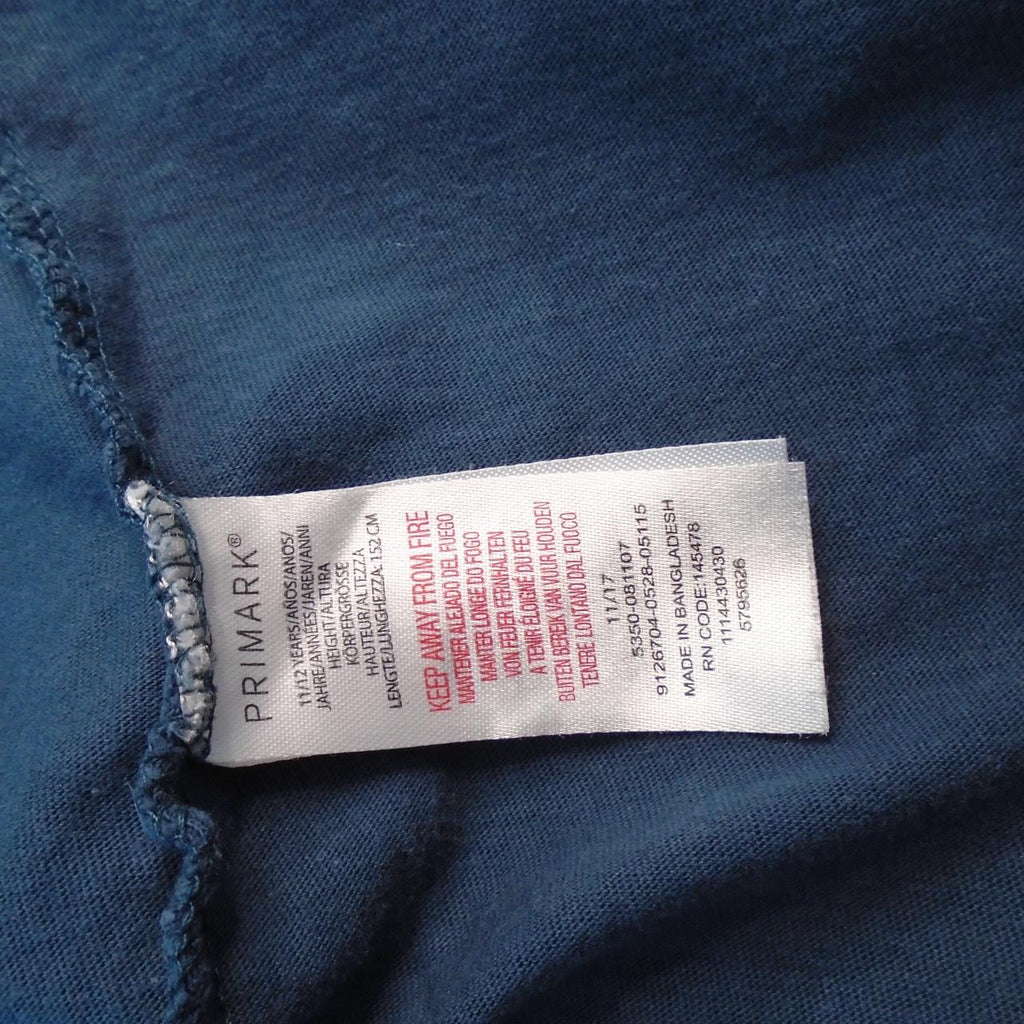 PRIMARK®
11/12 YEARS/AÑOS/ANOS/
JAHRE/ANNÉES/JAREN/ANNI
HEIGHT/ALTURA
KÖRPERGRÖSSE
HAUTEUR/ALTEZZA
LENGTE/LUNGHEZZA: 152 CM
KEEP AWAY FROM FIRE
MANTENER ALEJADO DEL FUEGO
MANTER LONGE DO FOGO
VON FEUER FERNHALTEN
A TENIR ÉLOIGNÉ DU FEU
BUITEN BEREIK VAN VUUR HOUDEN
TENERE LONTANO DAL FUOCO
11/17
5350-081107
9126704-0528-05115
MADE IN BANGLADESH
RN CODE:145478
1114430430
5795626